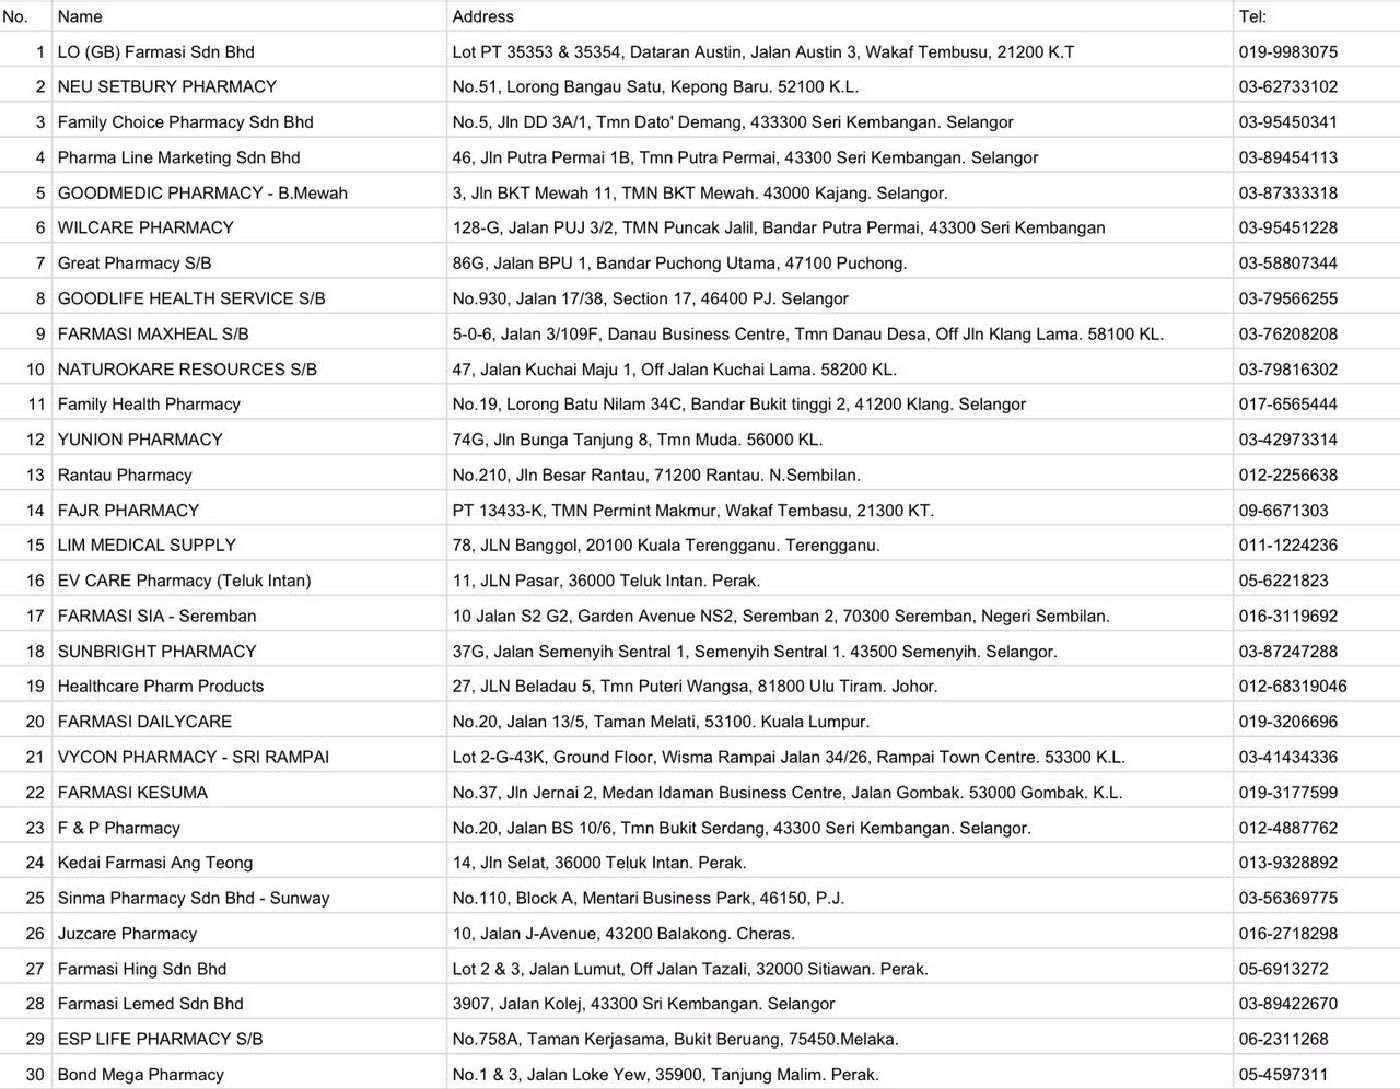 No. Name Address Tel:
1 LO (GB) Farmasi Sdn Bhd Lot PT 35353 & 35354, Dataran Austin, Jalan Austin 3, Wakaf Tembusu, 21200 K.T 019-9983075
2 NEU SETBURY PHARMACY No.51, Lorong Bangau Satu, Kepong Baru. 52100 K.L. 03-62733102
3 Family Choice Pharmacy Sdn Bhd No.5, Jln DD 3A/1, Tmn Dato' Demang, 433300 Seri Kembangan. Selangor 03-95450341
4 Pharma Line Marketing Sdn Bhd 46, Jln Putra Permai 1B, Tmn Putra Permai, 43300 Seri Kembangan. Selangor 03-89454113
5 GOODMEDIC PHARMACY - B.Mewah 3, Jln BKT Mewah 11, TMN BKT Mewah. 43000 Kajang. Selangor. 03-87333318
6 WILCARE PHARMACY 128-G, Jalan PUJ 3/2, TMN Puncak Jalil, Bandar Putra Permai, 43300 Seri Kembangan 03-95451228
7 Great Pharmacy S/B 86G, Jalan BPU 1, Bandar Puchong Utama, 47100 Puchong. 03-58807344
8 GOODLIFE HEALTH SERVICE S/B No.930, Jalan 17/38, Section 17, 46400 PJ. Selangor 03-79566255
9 FARMASI MAXHEAL S/B 5-0-6, Jalan 3/109F, Danau Business Centre, Tmn Danau Desa, Off Jln Klang Lama. 58100 KL. 03-76208208
10 NATUROKARE RESOURCES S/B 47, Jalan Kuchai Maju 1, Off Jalan Kuchai Lama. 58200 KL. 03-79816302
11 Family Health Pharmacy No.19, Lorong Batu Nilam 34C, Bandar Bukit tinggi 2, 41200 Klang. Selangor 017-6565444
12 YUNION PHARMACY 74G, Jln Bunga Tanjung 8, Tmn Muda. 56000 KL. 03-42973314
13 Rantau Pharmacy No.210, Jln Besar Rantau, 71200 Rantau. N.Sembilan. 012-2256638
14 FAJR PHARMACY PT 13433-K, TMN Permint Makmur, Wakaf Tembasu, 21300 KT. 09-6671303
15 LIM MEDICAL SUPPLY 78, JLN Banggol, 20100 Kuala Terengganu. Terengganu. 011-1224236
16 EV CARE Pharmacy (Teluk Intan) 11, JLN Pasar, 36000 Teluk Intan. Perak. 05-6221823
17 FARMASI SIA - Seremban 10 Jalan S2 G2, Garden Avenue NS2, Seremban 2, 70300 Seremban, Negeri Sembilan. 016-3119692
18 SUNBRIGHT PHARMACY 37G, Jalan Semenyih Sentral 1, Semenyih Sentral 1. 43500 Semenyih. Selangor. 03-87247288
19 Healthcare Pharm Products 27, JLN Beladau 5, Tmn Puteri Wangsa, 81800 Ulu Tiram. Johor. 012-68319046
20 FARMASI DAILYCARE No.20, Jalan 13/5, Taman Melati, 53100. Kuala Lumpur. 019-3206696
21 VYCON PHARMACY - SRI RAMPAI Lot 2-G-43K, Ground Floor, Wisma Rampai Jalan 34/26, Rampai Town Centre. 53300 K.L. 03-41434336
22 FARMASI KESUMA No.37, Jln Jernai 2, Medan Idaman Business Centre, Jalan Gombak. 53000 Gombak. K.L. 019-3177599
23 F & P Pharmacy No.20, Jalan BS 10/6, Tmn Bukit Serdang, 43300 Seri Kembangan. Selangor. 012-4887762
24 Kedai Farmasi Ang Teong 14, Jln Selat, 36000 Teluk Intan. Perak. 013-9328892
25 Sinma Pharmacy Sdn Bhd - Sunway No.110, Block A, Mentari Business Park, 46150, P.J. 03-56369775
26 Juzcare Pharmacy 10, Jalan J-Avenue, 43200 Balakong. Cheras. 016-2718298
27 Farmasi Hing Sdn Bhd Lot 2 & 3, Jalan Lumut, Off Jalan Tazali, 32000 Sitiawan. Perak. 05-6913272
28 Farmasi Lemed Sdn Bhd 3907, Jalan Kolej, 43300 Sri Kembangan. Selangor 03-89422670
29 ESP LIFE PHARMACY S/B No.758A, Taman Kerjasama, Bukit Beruang, 75450.Melaka. 06-2311268
30 Bond Mega Pharmacy No.1 & 3, Jalan Loke Yew, 35900, Tanjung Malim. Perak. 05-4597311